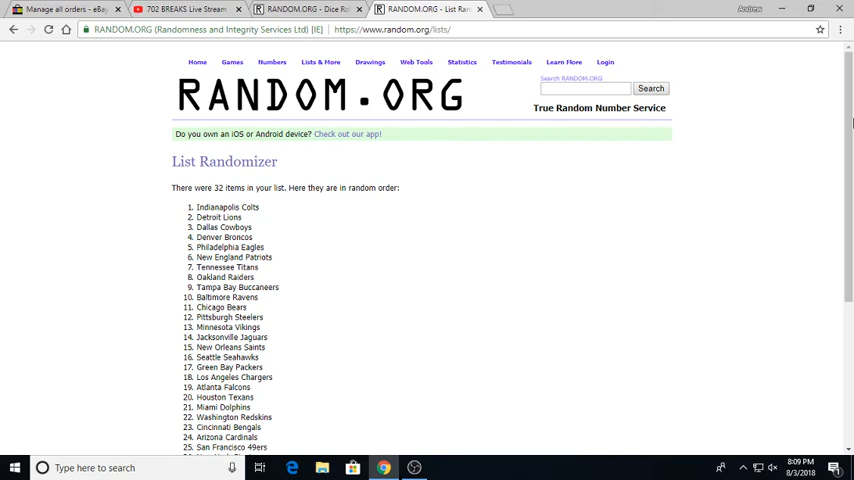 Manage all orders - eBay
702 BREAKS Live Stream
RANDOM.ORG - Dice Ro
RANDOM.ORG - List Ran
Andrew
RANDOM.ORG (Randomness and Integrity Services Ltd) [IE] | https://www.random.org/lists/
Home Games Numbers Lists & More Drawings Web Tools Statistics Testimonials Learn More Login
Search RANDOM.ORG
RANDOM.ORG
Search
True Random Number Service
Do you own an iOS or Android device? Check out our app!
List Randomizer
There were 32 items in your list. Here they are in random order:
1. Indianapolis Colts
2. Detroit Lions
3. Dallas Cowboys
4. Denver Broncos
5. Philadelphia Eagles
6. New England Patriots
7. Tennessee Titans
8. Oakland Raiders
9. Tampa Bay Buccaneers
10. Baltimore Ravens
11. Chicago Bears
12. Pittsburgh Steelers
13. Minnesota Vikings
14. Jacksonville Jaguars
15. New Orleans Saints
16. Seattle Seahawks
17. Green Bay Packers
18. Los Angeles Chargers
19. Atlanta Falcons
20. Houston Texans
21. Miami Dolphins
22. Washington Redskins
23. Cincinnati Bengals
24. Arizona Cardinals
25. San Francisco 49ers
Type here to search
8:09 PM
8/3/2018